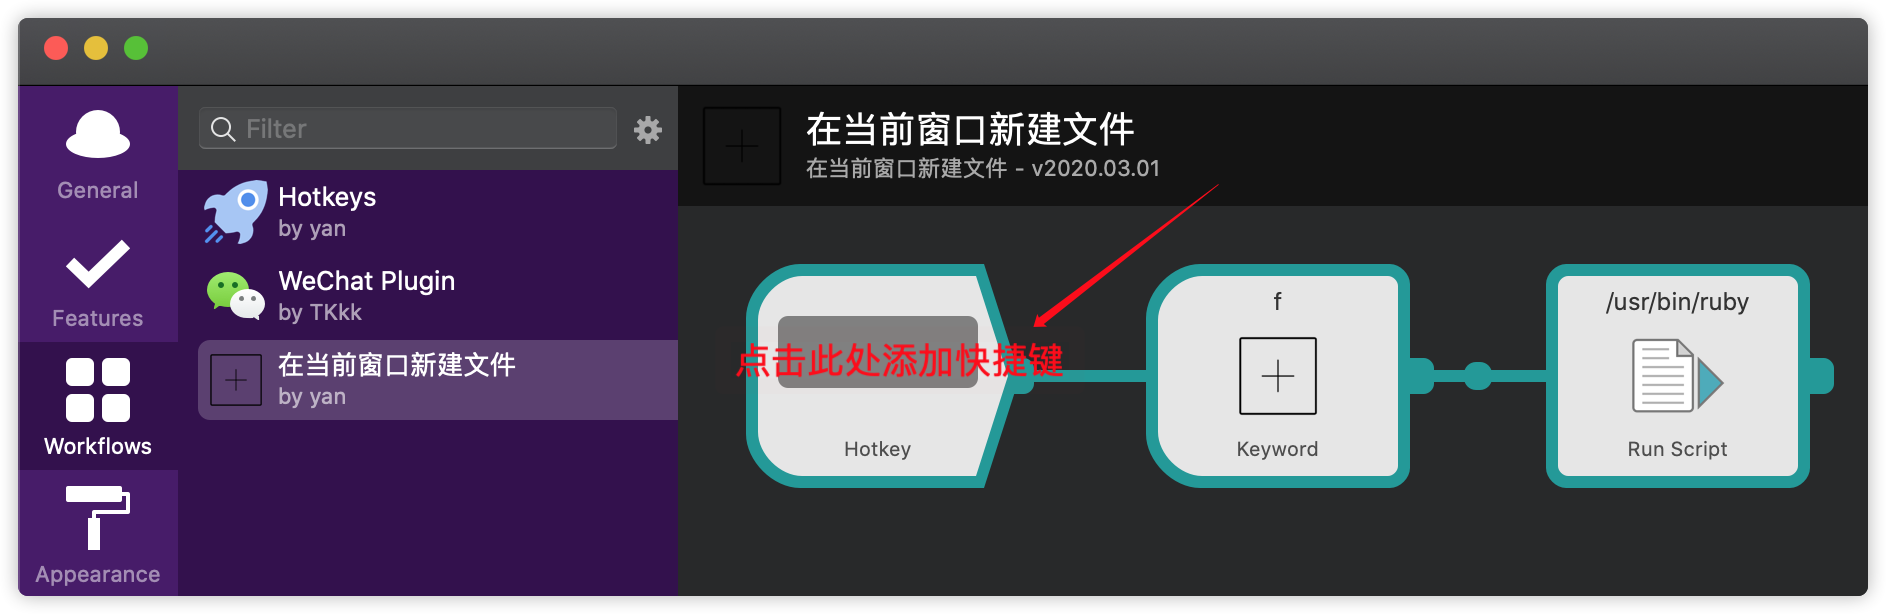 Filter
General
Features
Workflows
Appearance
Hotkeys
by yan
WeChat Plugin
by TKkk
在当前窗口新建文件
by yan
在当前窗口新建文件
在当前窗口新建文件 - v2020.03.01
点击此处添加快捷键
Hotkey
f
Keyword
/usr/bin/ruby
Run Script